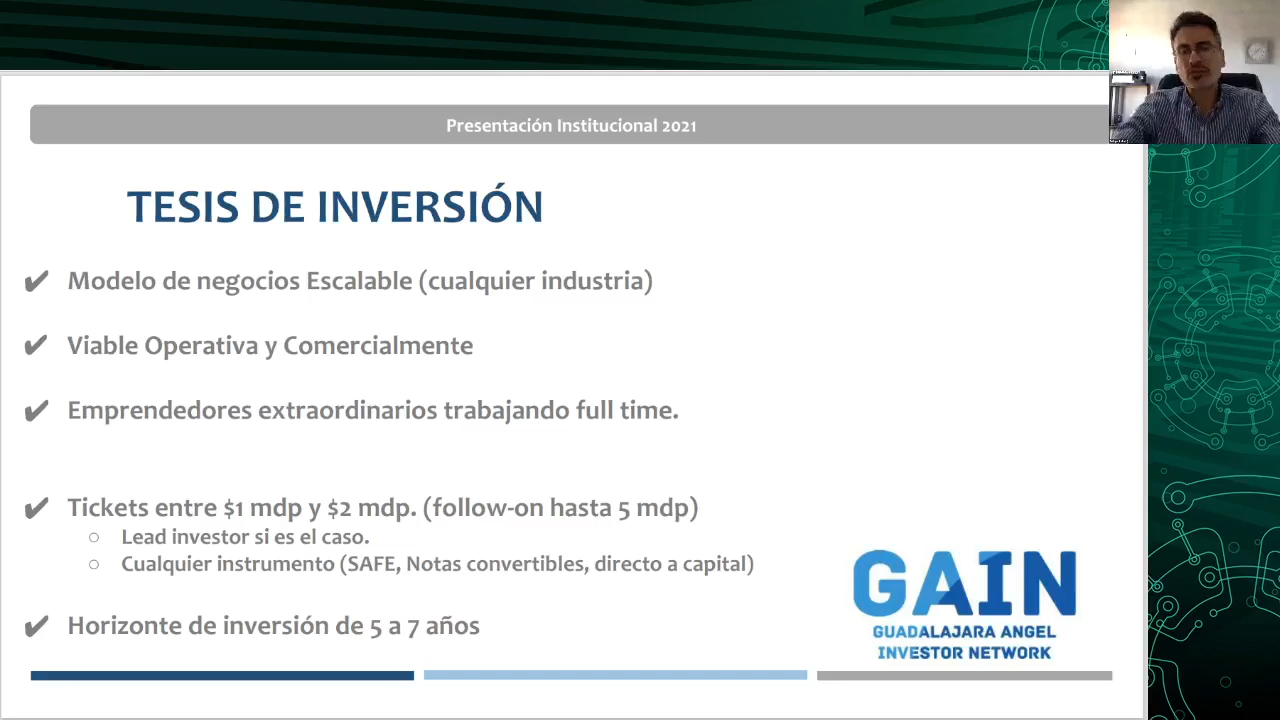 Presentación Institucional 2021
TESIS DE INVERSIÓN
✔ Modelo de negocios Escalable (cualquier industria)
✔ Viable Operativa y Comercialmente
✔ Emprendedores extraordinarios trabajando full time.
✔ Tickets entre $1 mdp y $2 mdp. (follow-on hasta 5 mdp)
○ Lead investor si es el caso.
○ Cualquier instrumento (SAFE, Notas convertibles, directo a capital)
✔ Horizonte de inversión de 5 a 7 años
GAIN
GUADALAJARA ANGEL
INVESTOR NETWORK